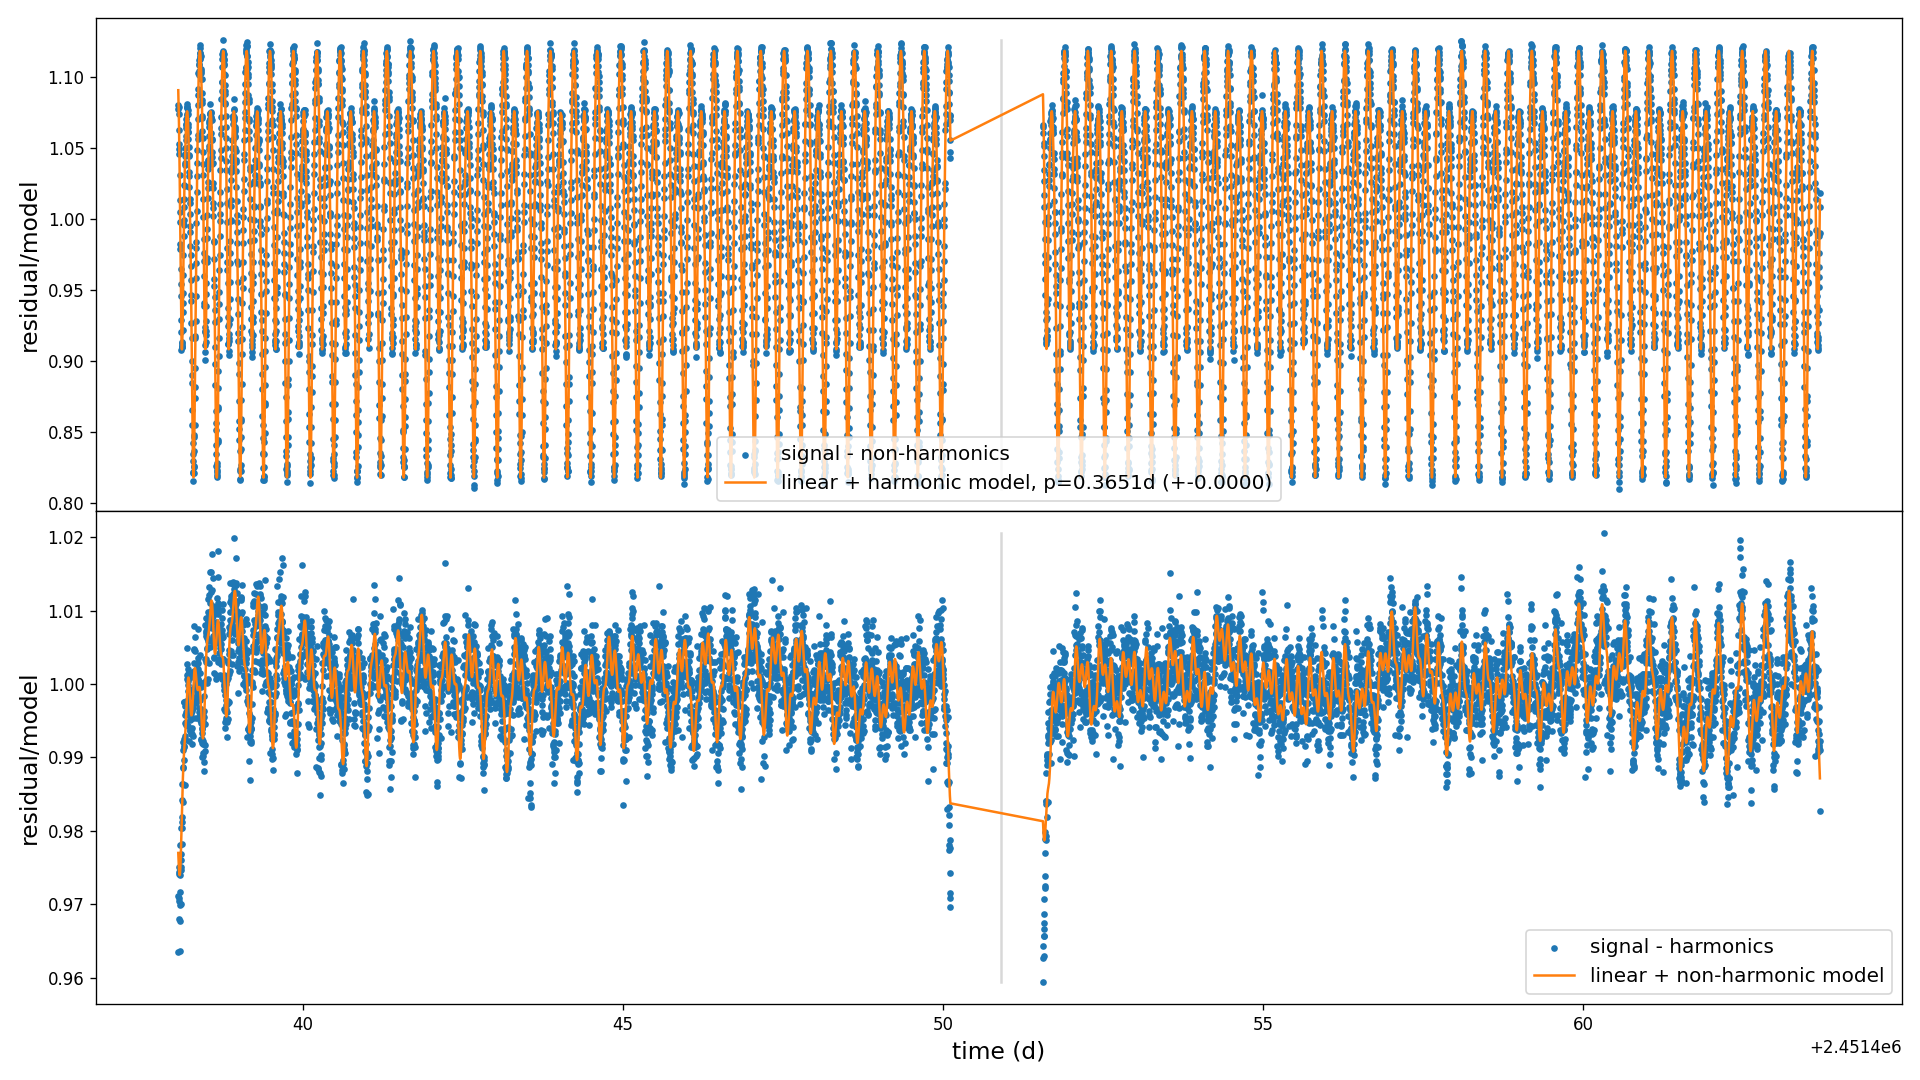 1.10
1.05
1.00
0.95
0.90
0.85
0.80
residual/model
signal - non-harmonics
linear + harmonic model, p=0.3651d (+-0.0000)
1.02
1.01
1.00
0.99
0.98
0.97
0.96
residual/model
signal - harmonics
linear + non-harmonic model
40 45 50 55 60
time (d)
+2.4514e6